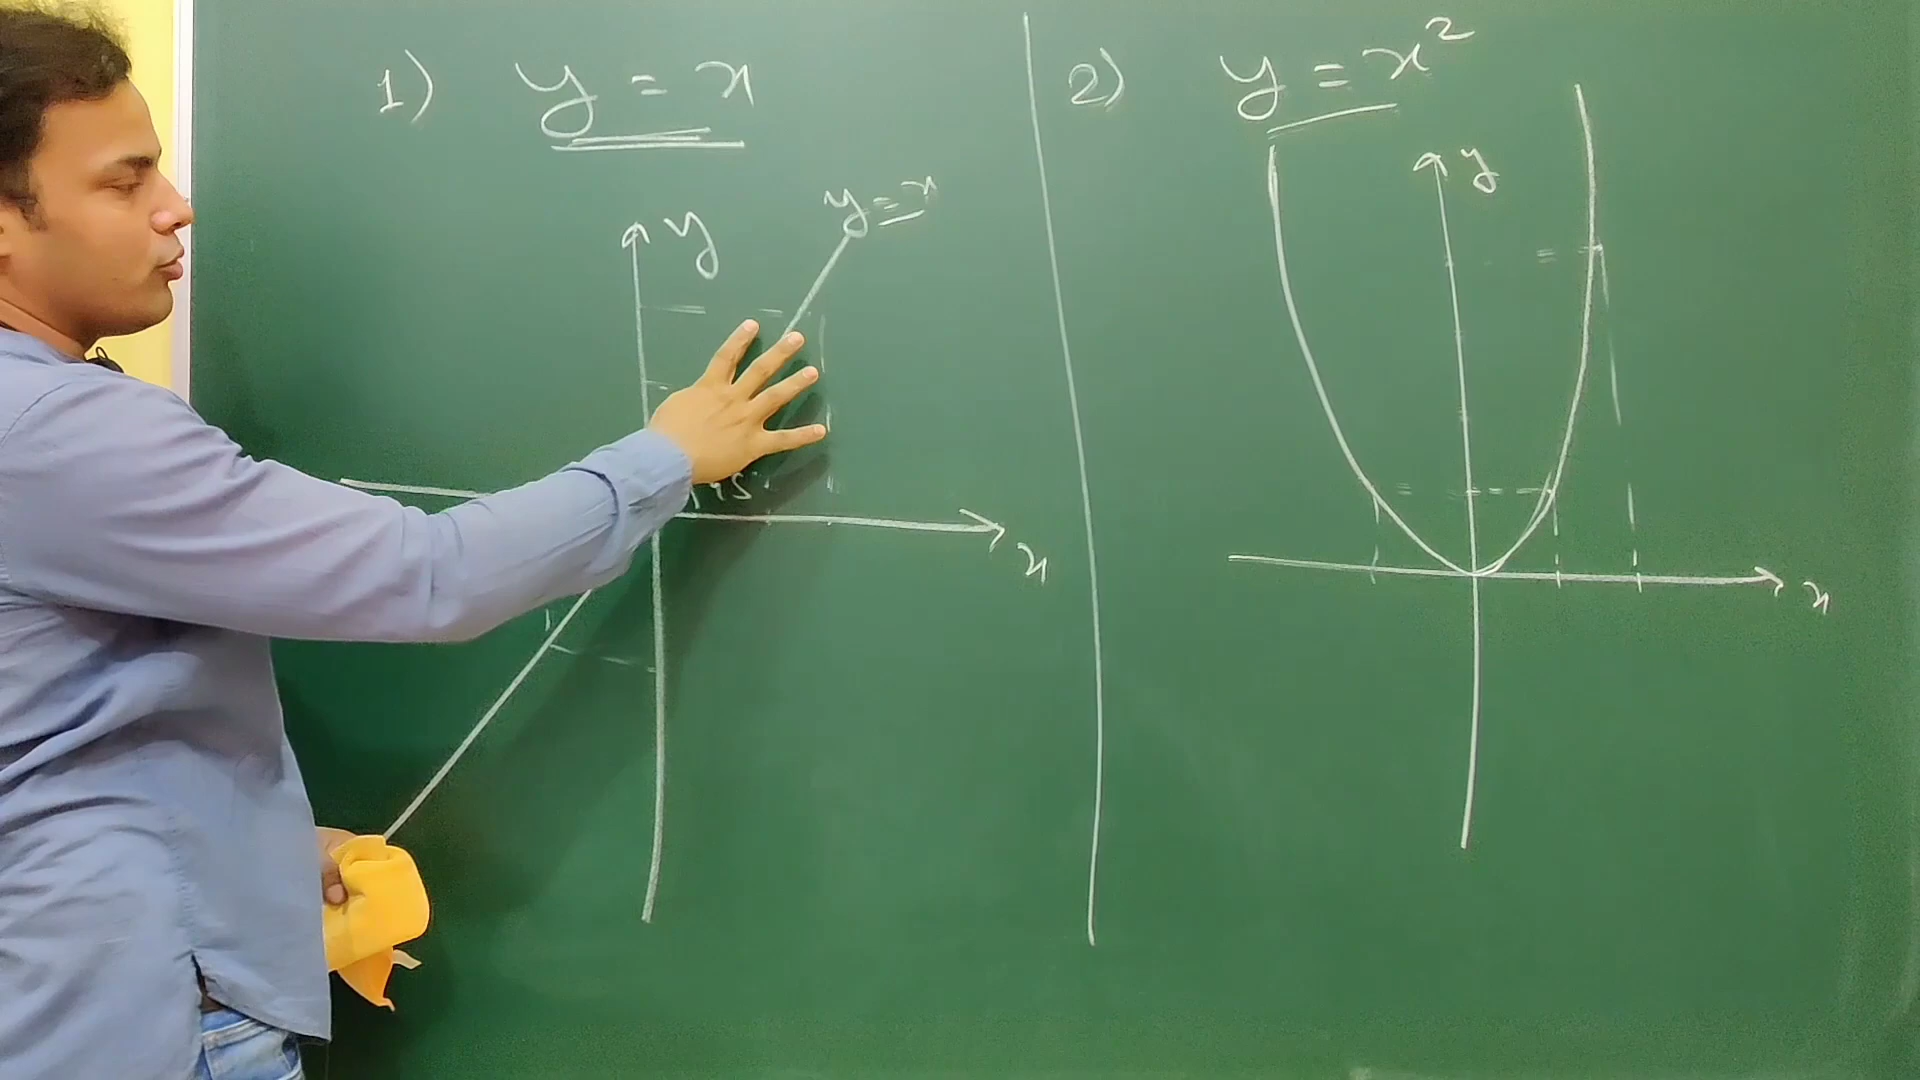 1) y = x
y
y = x
x
2) y = x²
y
x